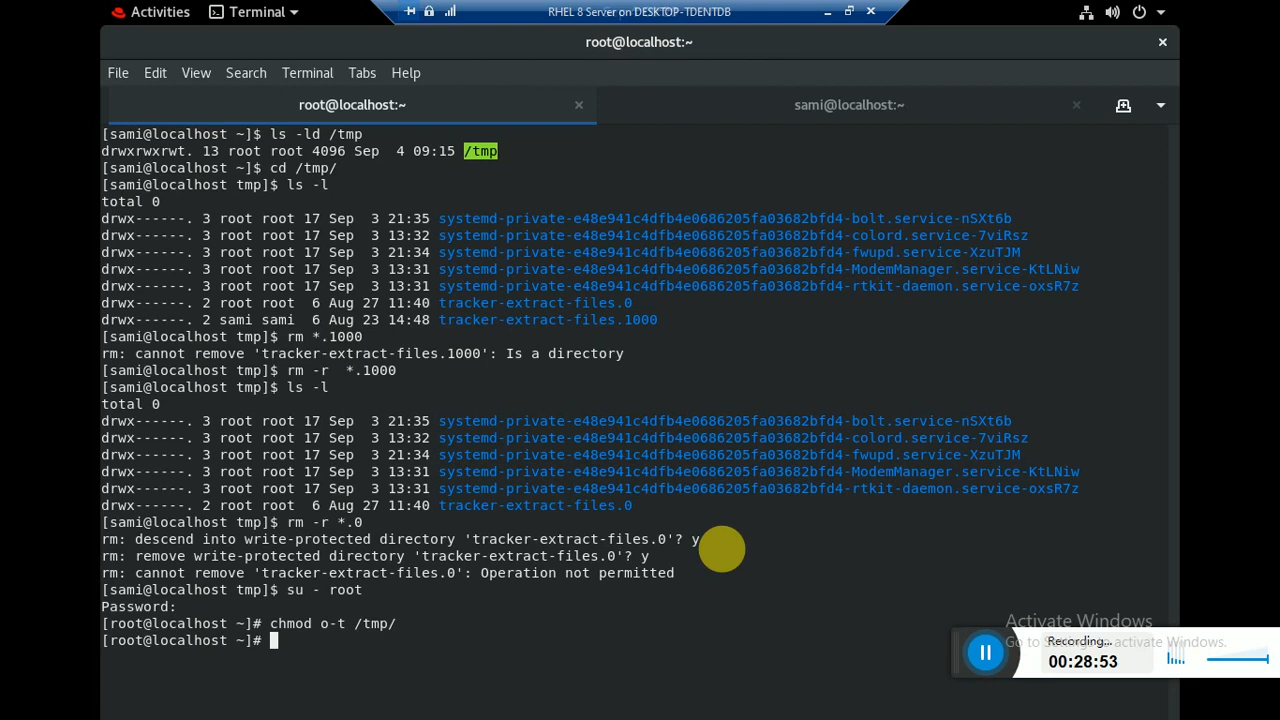 Activities
Terminal
RHEL 8 Server on DESKTOP-TDENTDB
root@localhost:~
File Edit View Search Terminal Tabs Help
root@localhost:~
sami@localhost:~
[sami@localhost ~]$ ls -ld /tmp
drwxrwxrwt. 13 root root 4096 Sep  4 09:15 /tmp
[sami@localhost ~]$ cd /tmp/
[sami@localhost tmp]$ ls -l
total 0
drwx------. 3 root root 17 Sep  3 21:35 systemd-private-e48e941c4dfb4e0686205fa03682bfd4-bolt.service-nSXt6b
drwx------. 3 root root 17 Sep  3 13:32 systemd-private-e48e941c4dfb4e0686205fa03682bfd4-colord.service-7viRsz
drwx------. 3 root root 17 Sep  3 21:34 systemd-private-e48e941c4dfb4e0686205fa03682bfd4-fwupd.service-XzuTJM
drwx------. 3 root root 17 Sep  3 13:31 systemd-private-e48e941c4dfb4e0686205fa03682bfd4-ModemManager.service-KtLNiw
drwx------. 3 root root 17 Sep  3 13:31 systemd-private-e48e941c4dfb4e0686205fa03682bfd4-rtkit-daemon.service-oxsR7z
drwx------. 2 root root  6 Aug 27 11:40 tracker-extract-files.0
drwx------. 2 sami sami  6 Aug 23 14:48 tracker-extract-files.1000
[sami@localhost tmp]$ rm *.1000
rm: cannot remove 'tracker-extract-files.1000': Is a directory
[sami@localhost tmp]$ rm -r  *.1000
[sami@localhost tmp]$ ls -l
total 0
drwx------. 3 root root 17 Sep  3 21:35 systemd-private-e48e941c4dfb4e0686205fa03682bfd4-bolt.service-nSXt6b
drwx------. 3 root root 17 Sep  3 13:32 systemd-private-e48e941c4dfb4e0686205fa03682bfd4-colord.service-7viRsz
drwx------. 3 root root 17 Sep  3 21:34 systemd-private-e48e941c4dfb4e0686205fa03682bfd4-fwupd.service-XzuTJM
drwx------. 3 root root 17 Sep  3 13:31 systemd-private-e48e941c4dfb4e0686205fa03682bfd4-ModemManager.service-KtLNiw
drwx------. 3 root root 17 Sep  3 13:31 systemd-private-e48e941c4dfb4e0686205fa03682bfd4-rtkit-daemon.service-oxsR7z
drwx------. 2 root root  6 Aug 27 11:40 tracker-extract-files.0
[sami@localhost tmp]$ rm -r *.0
rm: descend into write-protected directory 'tracker-extract-files.0'? y
rm: remove write-protected directory 'tracker-extract-files.0'? y
rm: cannot remove 'tracker-extract-files.0': Operation not permitted
[sami@localhost tmp]$ su - root
Password:
[root@localhost ~]# chmod o-t /tmp/
[root@localhost ~]#
Activate Windows
Go to Settings to activate Windows.
Recording...
00:28:53